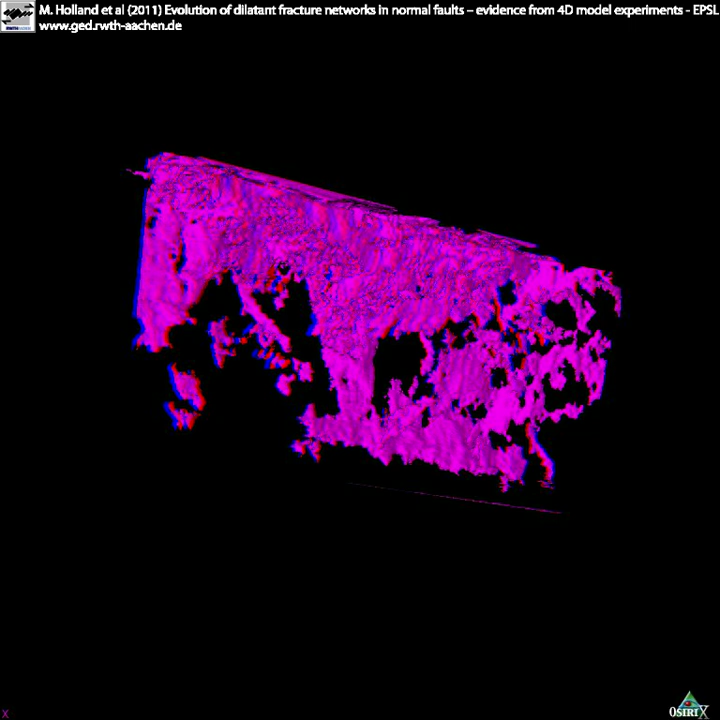 M. Holland et al (2011) Evolution of dilatant fracture networks in normal faults – evidence from 4D model experiments - EPSL
www.ged.rwth-aachen.de
X
OSIRIX